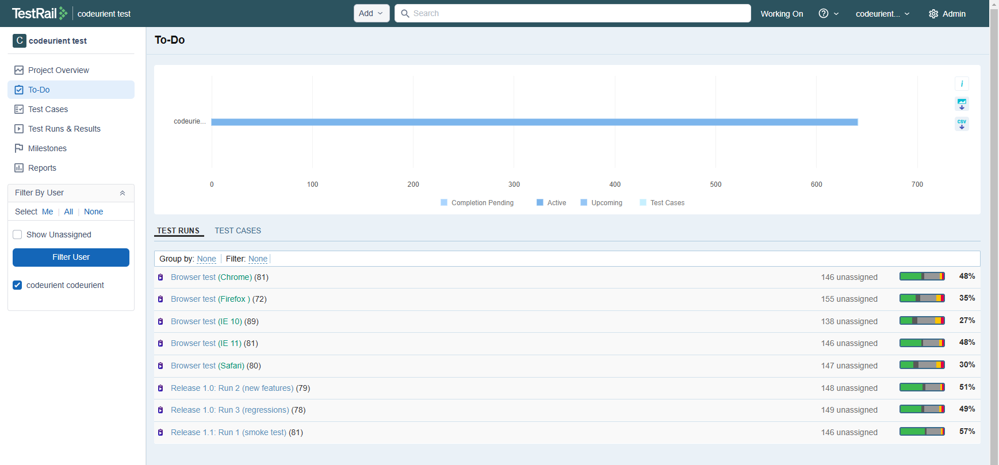 TestRail codeurient test Add Search Working On codeurient... Admin
C codeurient test
Project Overview
To-Do
Test Cases
Test Runs & Results
Milestones
Reports
Filter By User
Select Me All None
Show Unassigned
Filter User
codeurient codeurient
To-Do
i
CSV
codeurie...
0 100 200 300 400 500 600 700
Completion Pending Active Upcoming Test Cases
TEST RUNS TEST CASES
Group by: None Filter: None
Browser test (Chrome) (81) 146 unassigned 48%
Browser test (Firefox ) (72) 155 unassigned 35%
Browser test (IE 10) (89) 138 unassigned 27%
Browser test (IE 11) (81) 146 unassigned 48%
Browser test (Safari) (80) 147 unassigned 30%
Release 1.0: Run 2 (new features) (79) 148 unassigned 51%
Release 1.0: Run 3 (regressions) (78) 149 unassigned 49%
Release 1.1: Run 1 (smoke test) (81) 146 unassigned 57%